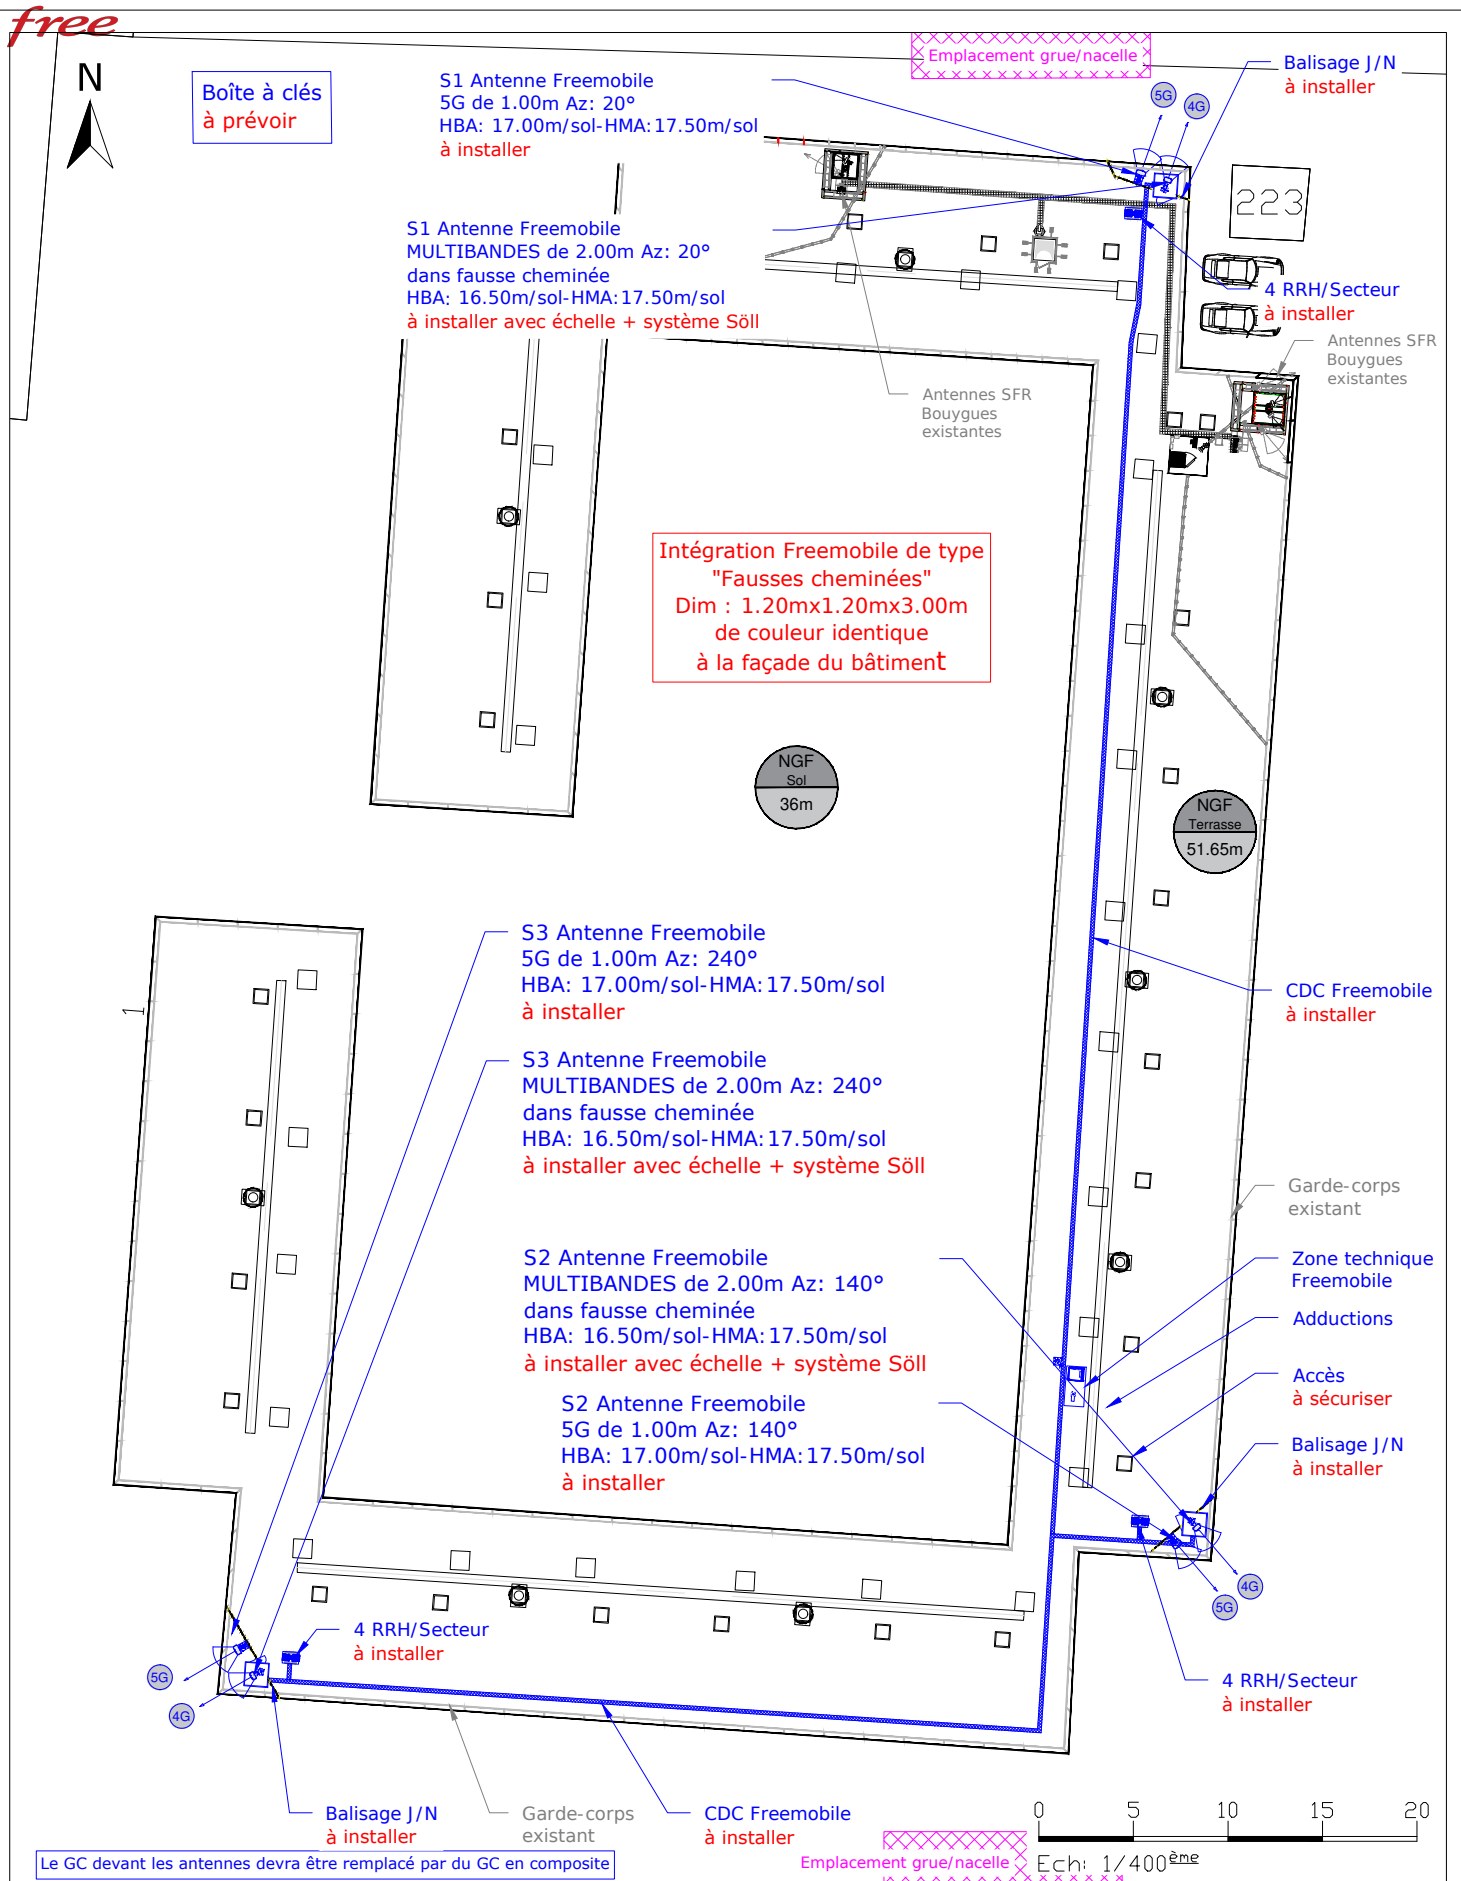 free
N
Boîte à clés
à prévoir
S1 Antenne Freemobile
5G de 1.00m Az: 20°
HBA: 17.00m/sol-HMA:17.50m/sol
à installer
Emplacement grue/nacelle
Balisage J/N
à installer
5G
4G
223
S1 Antenne Freemobile
MULTIBANDES de 2.00m Az: 20°
dans fausse cheminée
HBA: 16.50m/sol-HMA:17.50m/sol
à installer avec échelle + système Söll
4 RRH/Secteur
à installer
Antennes SFR
Bouygues
existantes
Antennes SFR
Bouygues
existantes
Intégration Freemobile de type
"Fausses cheminées"
Dim : 1.20mx1.20mx3.00m
de couleur identique
à la façade du bâtiment
NGF
Sol
36m
NGF
Terrasse
51.65m
1
S3 Antenne Freemobile
5G de 1.00m Az: 240°
HBA: 17.00m/sol-HMA:17.50m/sol
à installer
CDC Freemobile
à installer
S3 Antenne Freemobile
MULTIBANDES de 2.00m Az: 240°
dans fausse cheminée
HBA: 16.50m/sol-HMA:17.50m/sol
à installer avec échelle + système Söll
Garde-corps
existant
S2 Antenne Freemobile
MULTIBANDES de 2.00m Az: 140°
dans fausse cheminée
HBA: 16.50m/sol-HMA:17.50m/sol
à installer avec échelle + système Söll
Zone technique
Freemobile
Adductions
Accès
à sécuriser
S2 Antenne Freemobile
5G de 1.00m Az: 140°
HBA: 17.00m/sol-HMA:17.50m/sol
à installer
Balisage J/N
à installer
4G
5G
4 RRH/Secteur
à installer
5G
4G
4 RRH/Secteur
à installer
Balisage J/N
à installer
Garde-corps
existant
CDC Freemobile
à installer
0 5 10 15 20
Ech: 1/400ème
Emplacement grue/nacelle
Le GC devant les antennes devra être remplacé par du GC en composite